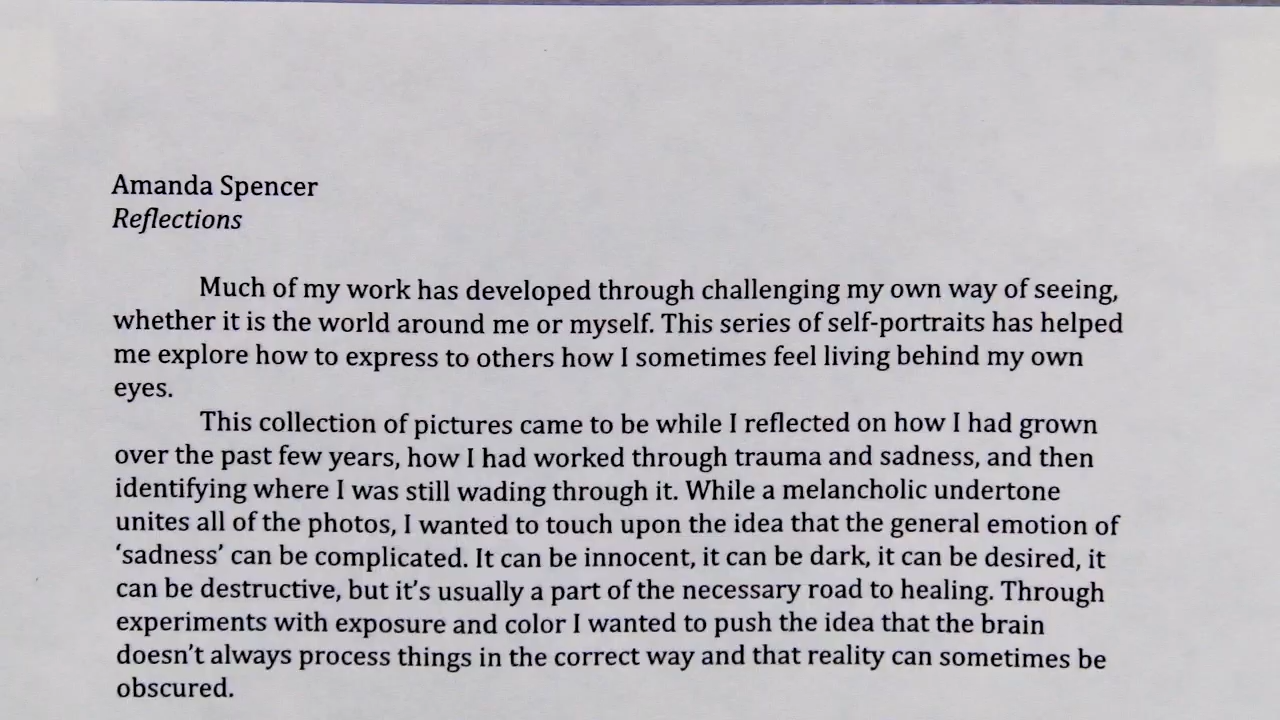 Amanda Spencer
Reflections
Much of my work has developed through challenging my own way of seeing,
whether it is the world around me or myself. This series of self-portraits has helped
me explore how to express to others how I sometimes feel living behind my own
eyes.
This collection of pictures came to be while I reflected on how I had grown
over the past few years, how I had worked through trauma and sadness, and then
identifying where I was still wading through it. While a melancholic undertone
unites all of the photos, I wanted to touch upon the idea that the general emotion of
‘sadness’ can be complicated. It can be innocent, it can be dark, it can be desired, it
can be destructive, but it’s usually a part of the necessary road to healing. Through
experiments with exposure and color I wanted to push the idea that the brain
doesn’t always process things in the correct way and that reality can sometimes be
obscured.